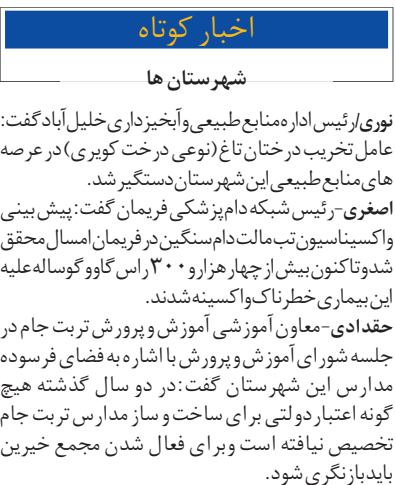 اخبار کوتاه
شهرستان ها
نوری/رئیس اداره منابع طبیعی وآبخیزداری خلیل آباد گفت:
عامل تخریب درختان تاغ(نوعی درخت کویری) در عرصه
های منابع طبیعی این شهرستان دستگیر شد.
اصغری-رئیس شبکه دام پزشکی فریمان گفت: پیش بینی
واکسیناسیون تب مالت دام سنگین در فریمان امسال محقق
شد و تاکنون بیش از چهار هزار و ۳۰۰ راس گاو و گوساله علیه
این بیماری خطرناک واکسینه شدند.
حقدادی-معاون آموزشی آموزش و پرورش تربت جام در
جلسه شورای آموزش و پرورش با اشاره به فضای فرسوده
مدارس این شهرستان گفت:در دو سال گذشته هیچ
گونه اعتبار دولتی برای ساخت و ساز مدارس تربت جام
تخصیص نیافته است وبرای فعال شدن مجمع خیرین
باید بازنگری شود.